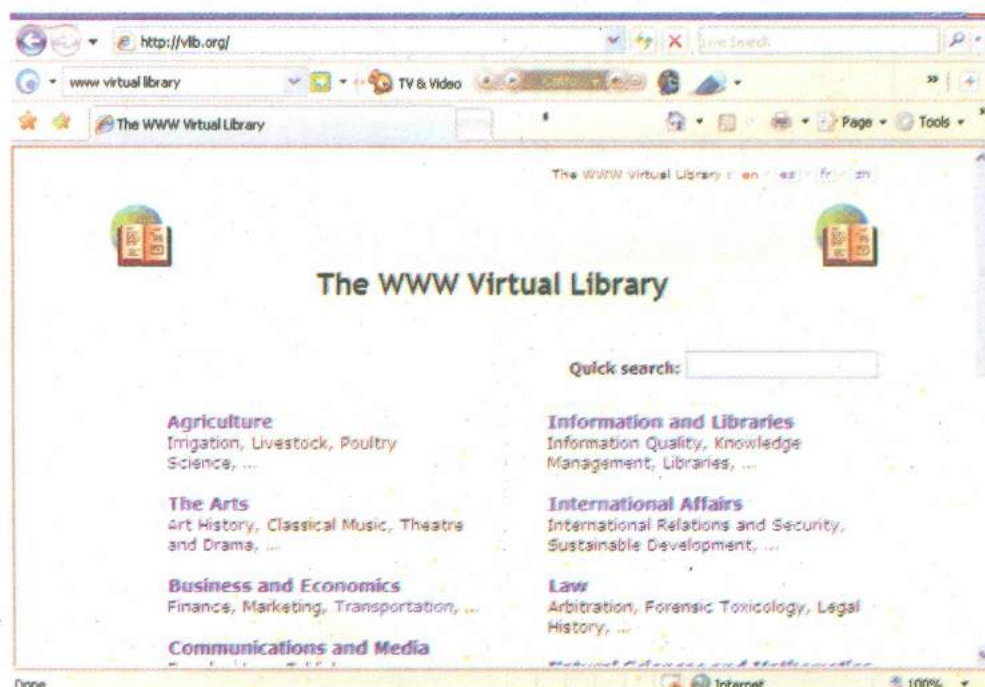 http://vlib.org/
Live Search
www virtual library
TV & Video
The WWW Virtual Library
Page
Tools
The WWW Virtual Library : en es fr zh
The WWW Virtual Library
Quick search:
Agriculture
Irrigation, Livestock, Poultry
Science, ...
The Arts
Art History, Classical Music, Theatre
and Drama, ...
Business and Economics
Finance, Marketing, Transportation, ...
Communications and Media
Information and Libraries
Information Quality, Knowledge
Management, Libraries, ...
International Affairs
International Relations and Security,
Sustainable Development, ...
Law
Arbitration, Forensic Toxicology, Legal
History, ...
Natural Sciences and Mathematics
Done
Internet
100%